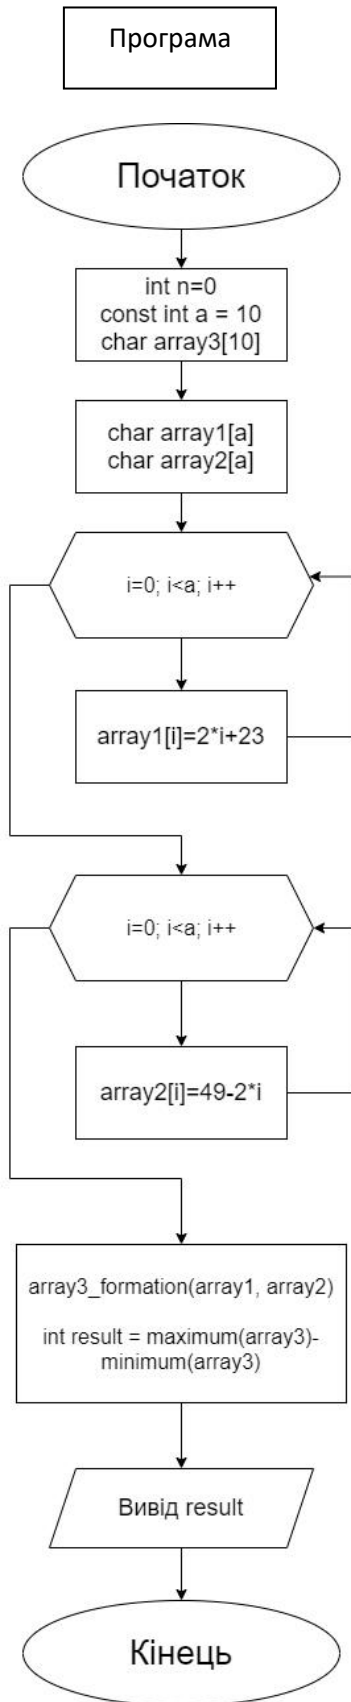 Програма
Початок
int n=0
const int a = 10
char array3[10]
char array1[a]
char array2[a]
i=0; i<a; i++
array1[i]=2*i+23
i=0; i<a; i++
array2[i]=49-2*i
array3_formation(array1, array2)
int result = maximum(array3)-
minimum(array3)
Вивід result
Кінець